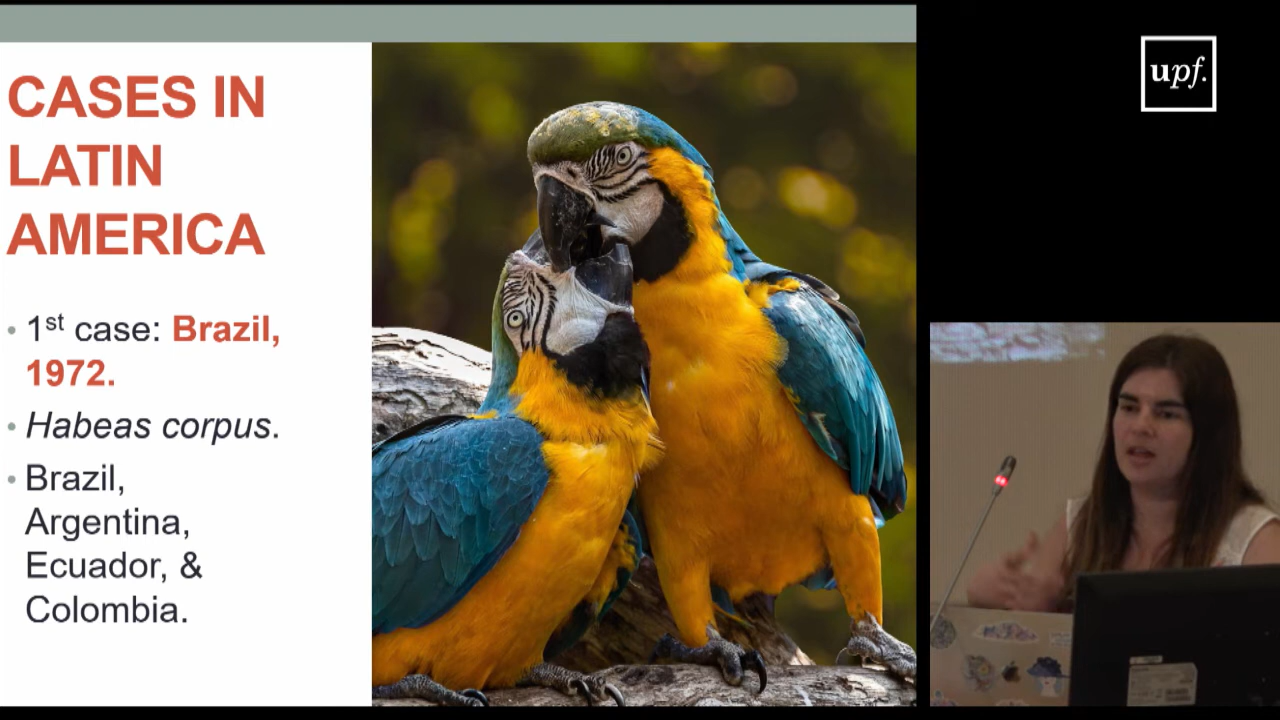 CASES IN
LATIN
AMERICA
• 1st case: Brazil,
1972.
• Habeas corpus.
• Brazil,
Argentina,
Ecuador, &
Colombia.
upf.